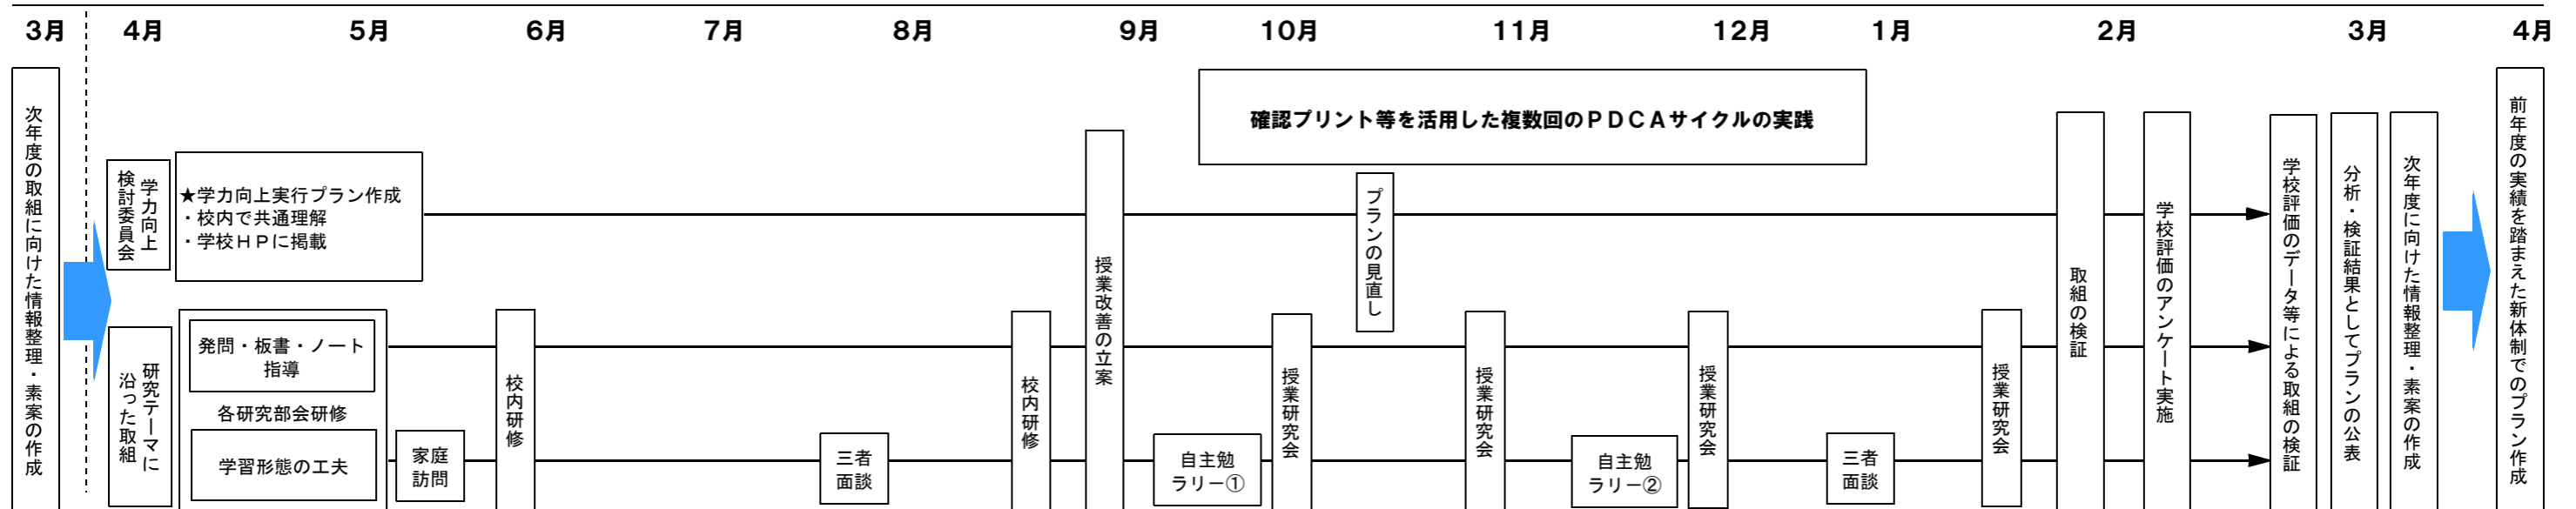 3月
4月
5月
6月
7月
8月
9月
10月
11月
12月
1月
2月
3月
4月
次年度の取組に向けた情報整理・素案の作成
学力向上
検討委員会
★学力向上実行プラン作成
・校内で共通理解
・学校HPに掲載
研究テーマに
沿った取組
発問・板書・ノート
指導
各研究部会研修
学習形態の工夫
家庭
訪問
校内研修
三者
面談
校内研修
授業改善の立案
確認プリント等を活用した複数回のPDCAサイクルの実践
自主勉
ラリー①
授業研究会
プランの見直し
授業研究会
自主勉
ラリー②
授業研究会
三者
面談
授業研究会
取組の検証
学校評価のアンケート実施
学校評価のデータ等による取組の検証
分析・検証結果としてプランの公表
次年度に向けた情報整理・素案の作成
前年度の実績を踏まえた新体制でのプラン作成